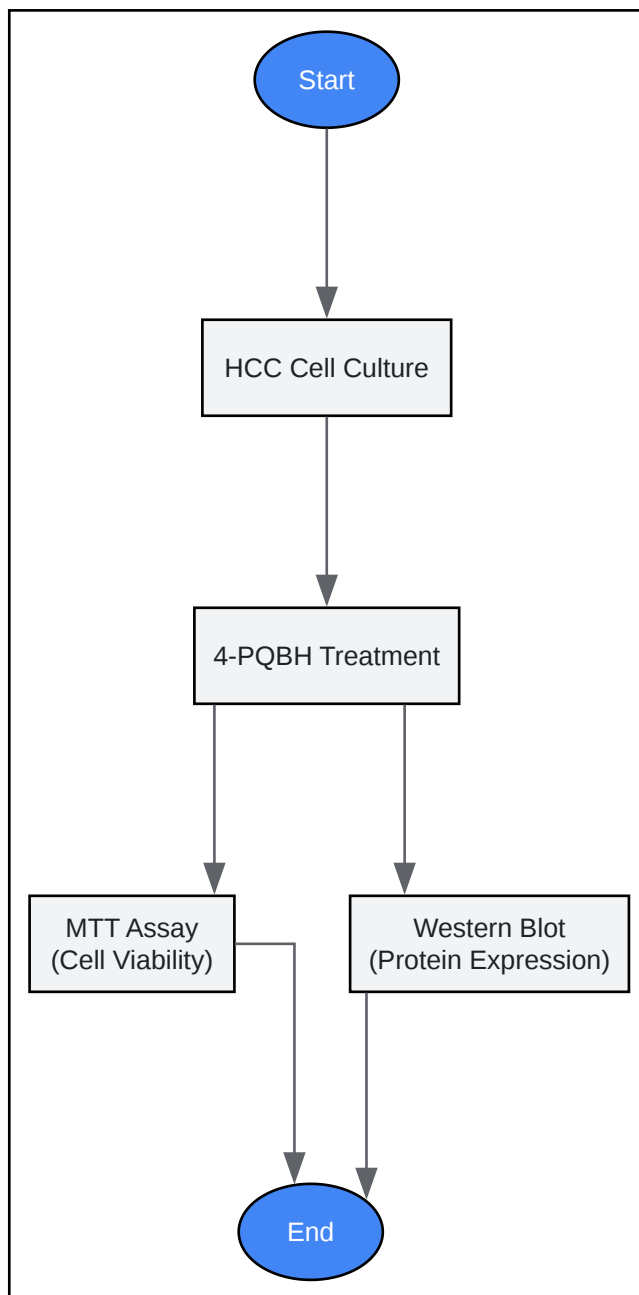 Start
HCC Cell Culture
4-PQBH Treatment
MTT Assay
(Cell Viability)
Western Blot
(Protein Expression)
End